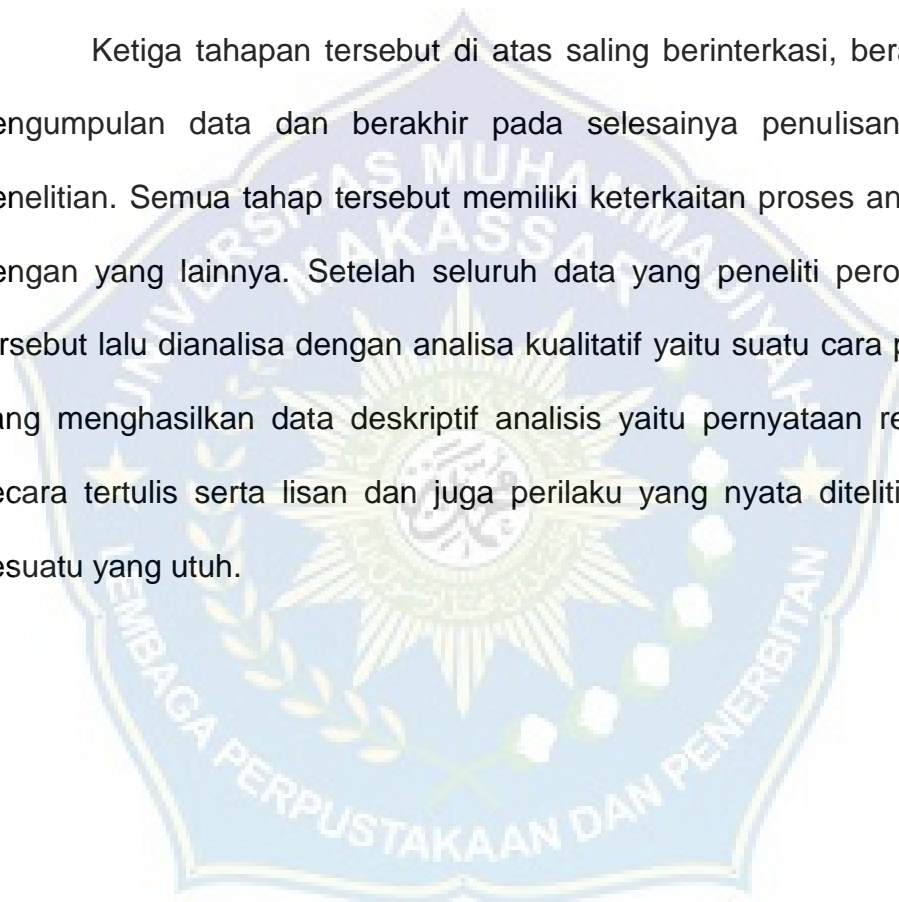 Ketiga tahapan tersebut di atas saling berinterkasi, bera
engumpulan data dan berakhir pada selesainya penulisan
enelitian. Semua tahap tersebut memiliki keterkaitan proses an
engan yang lainnya. Setelah seluruh data yang peneliti pero
rsebut lalu dianalisa dengan analisa kualitatif yaitu suatu cara p
ang menghasilkan data deskriptif analisis yaitu pernyataan re
ecara tertulis serta lisan dan juga perilaku yang nyata diteliti
esuatu yang utuh.
UNIVERSITAS MUHAMMADIYAH
MAKASSAR
LEMBAGA PERPUSTAKAAN DAN PENERBITAN